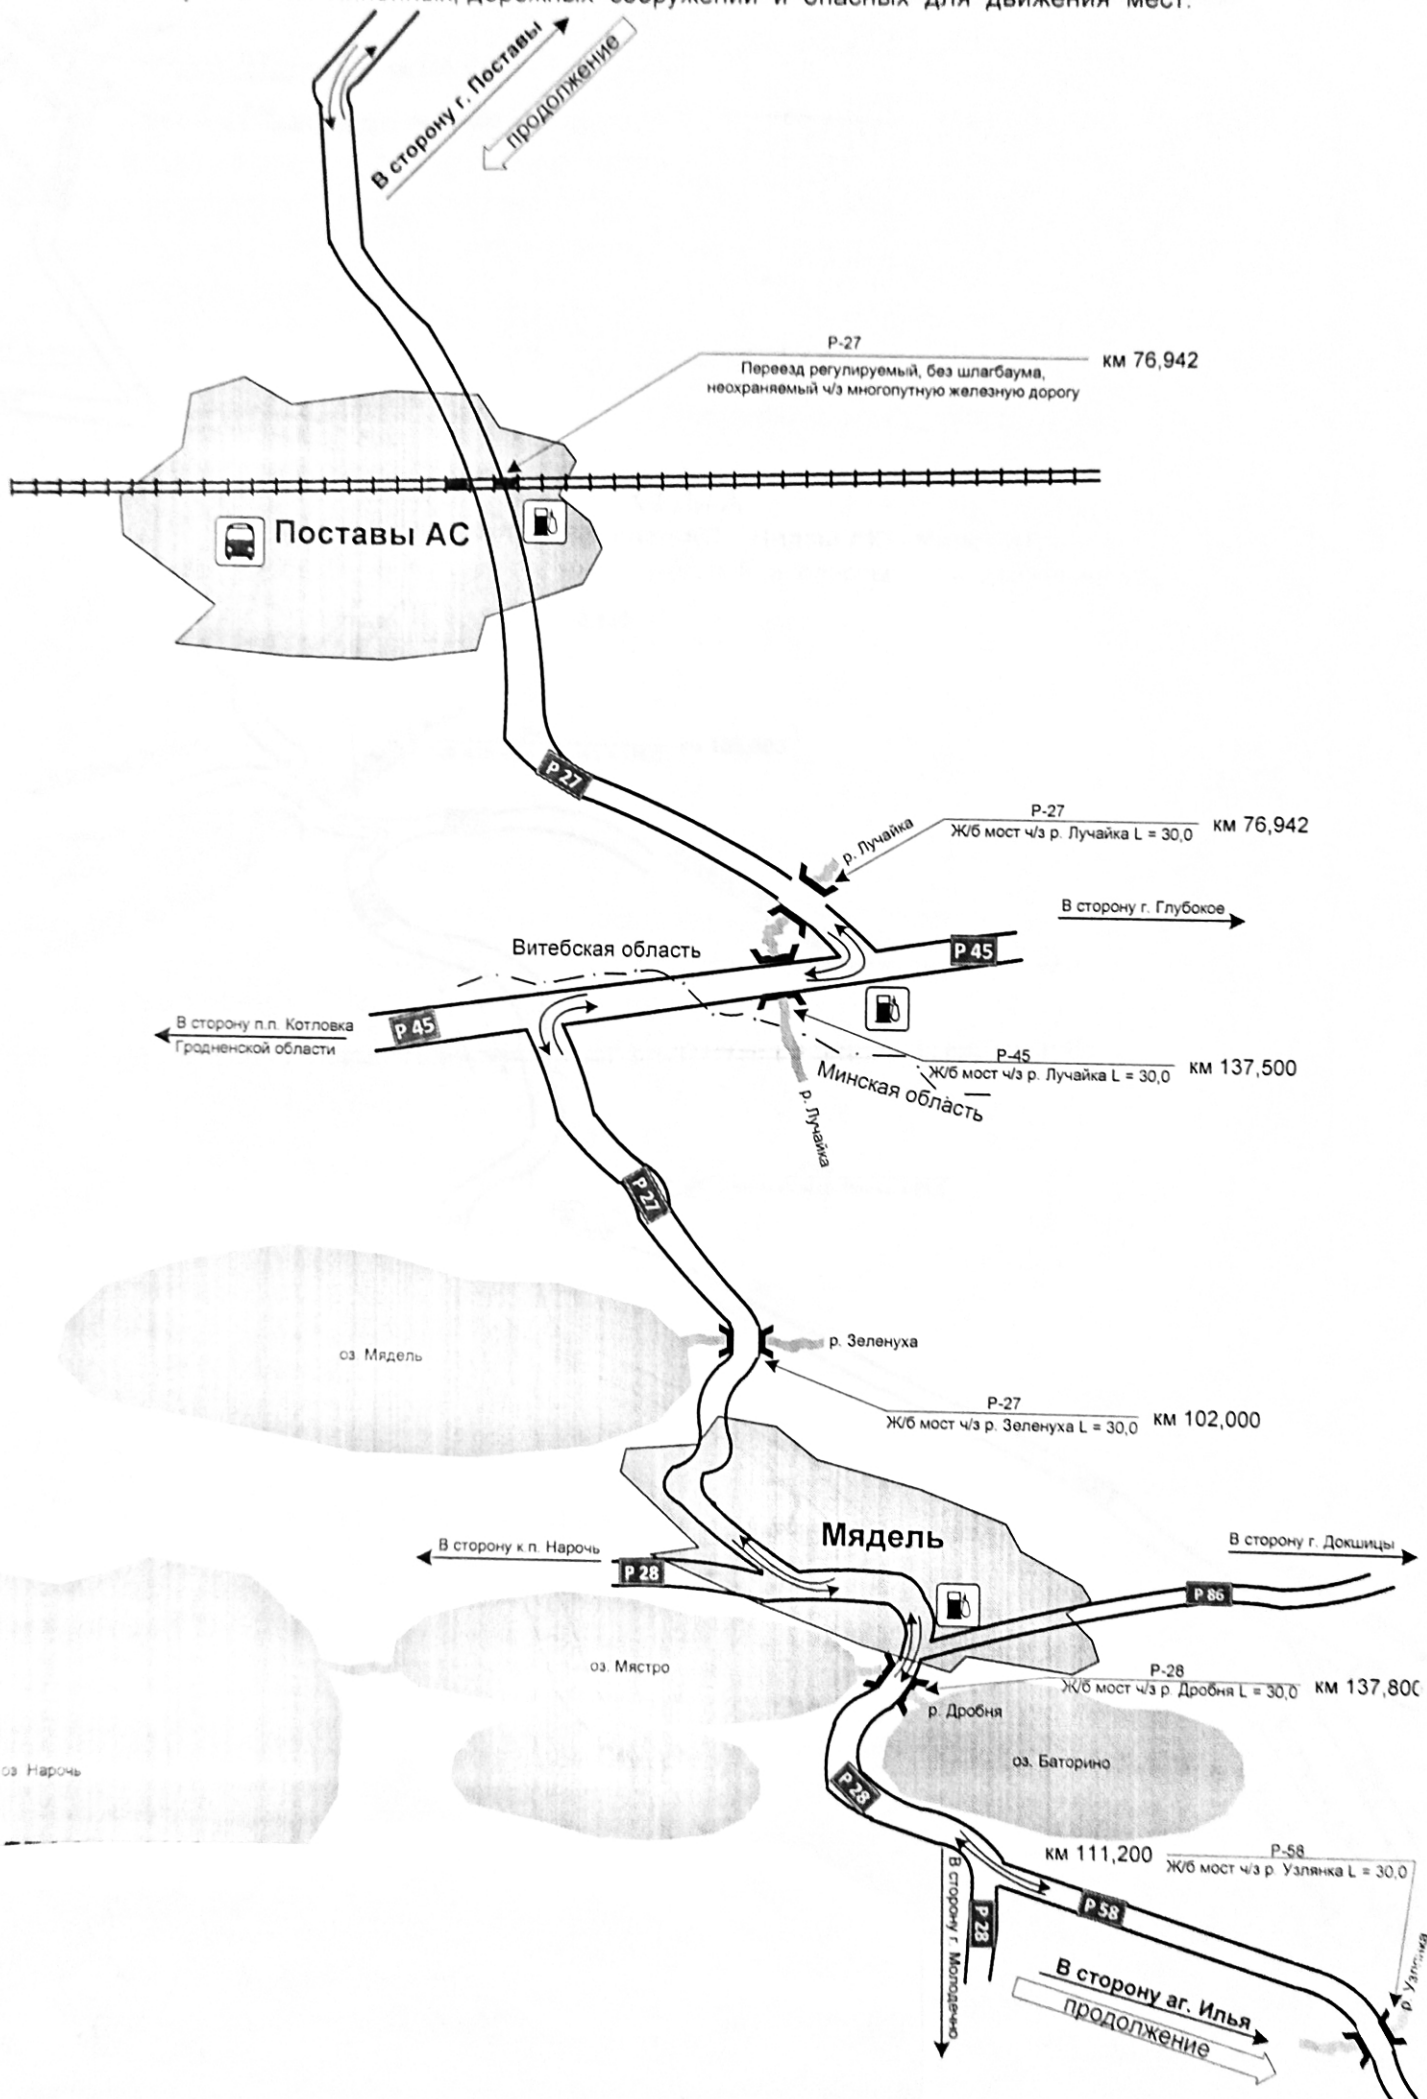 дорожных сооружений и опасных для движения мест.
В сторону г. Поставы
продолжение
Р-27
км 76,942
Переезд регулируемый, без шлагбаума,
неохраняемый ч/з многопутную железную дорогу
Поставы АС
Р 27
р. Лучайка
Р-27
Ж/б мост ч/з р. Лучайка L = 30,0
км 76,942
В сторону г. Глубокое
Витебская область
Р 45
В сторону п.п. Котловка
Гродненской области
Р 45
Р-45
Ж/б мост ч/з р. Лучайка L = 30,0
км 137,500
Минская область
р. Лучайка
Р 27
оз. Мядель
р. Зеленуха
Р-27
Ж/б мост ч/з р. Зеленуха L = 30,0
км 102,000
Мядель
В сторону к.п. Нарочь
Р 28
В сторону г. Докшицы
Р 86
оз. Мястро
Р-28
Ж/б мост ч/з р. Дробня L = 30,0
км 137,800
р. Дробня
оз. Нарочь
оз. Баторино
Р 28
км 111,200
Р-58
Ж/б мост ч/з р. Узлянка L = 30,0
Р 58
Р 28
В сторону г. Молодечно
р. Узлянка
В сторону аг. Илья
продолжение